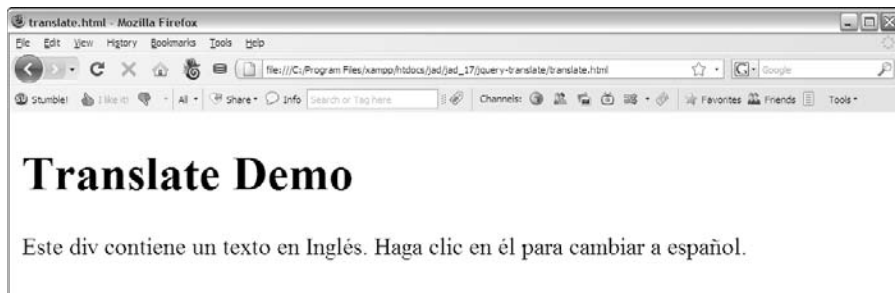 translate.html - Mozilla Firefox
File Edit View History Bookmarks Tools Help
file:///C:/Program Files/xampp/htdocs/jad/jad_17/jquery-translate/translate.html Google
Stumble! I like it! All Share Info Search or Tag here Channels: Favorites Friends Tools
Translate Demo
Este div contiene un texto en Inglés. Haga clic en él para cambiar a español.